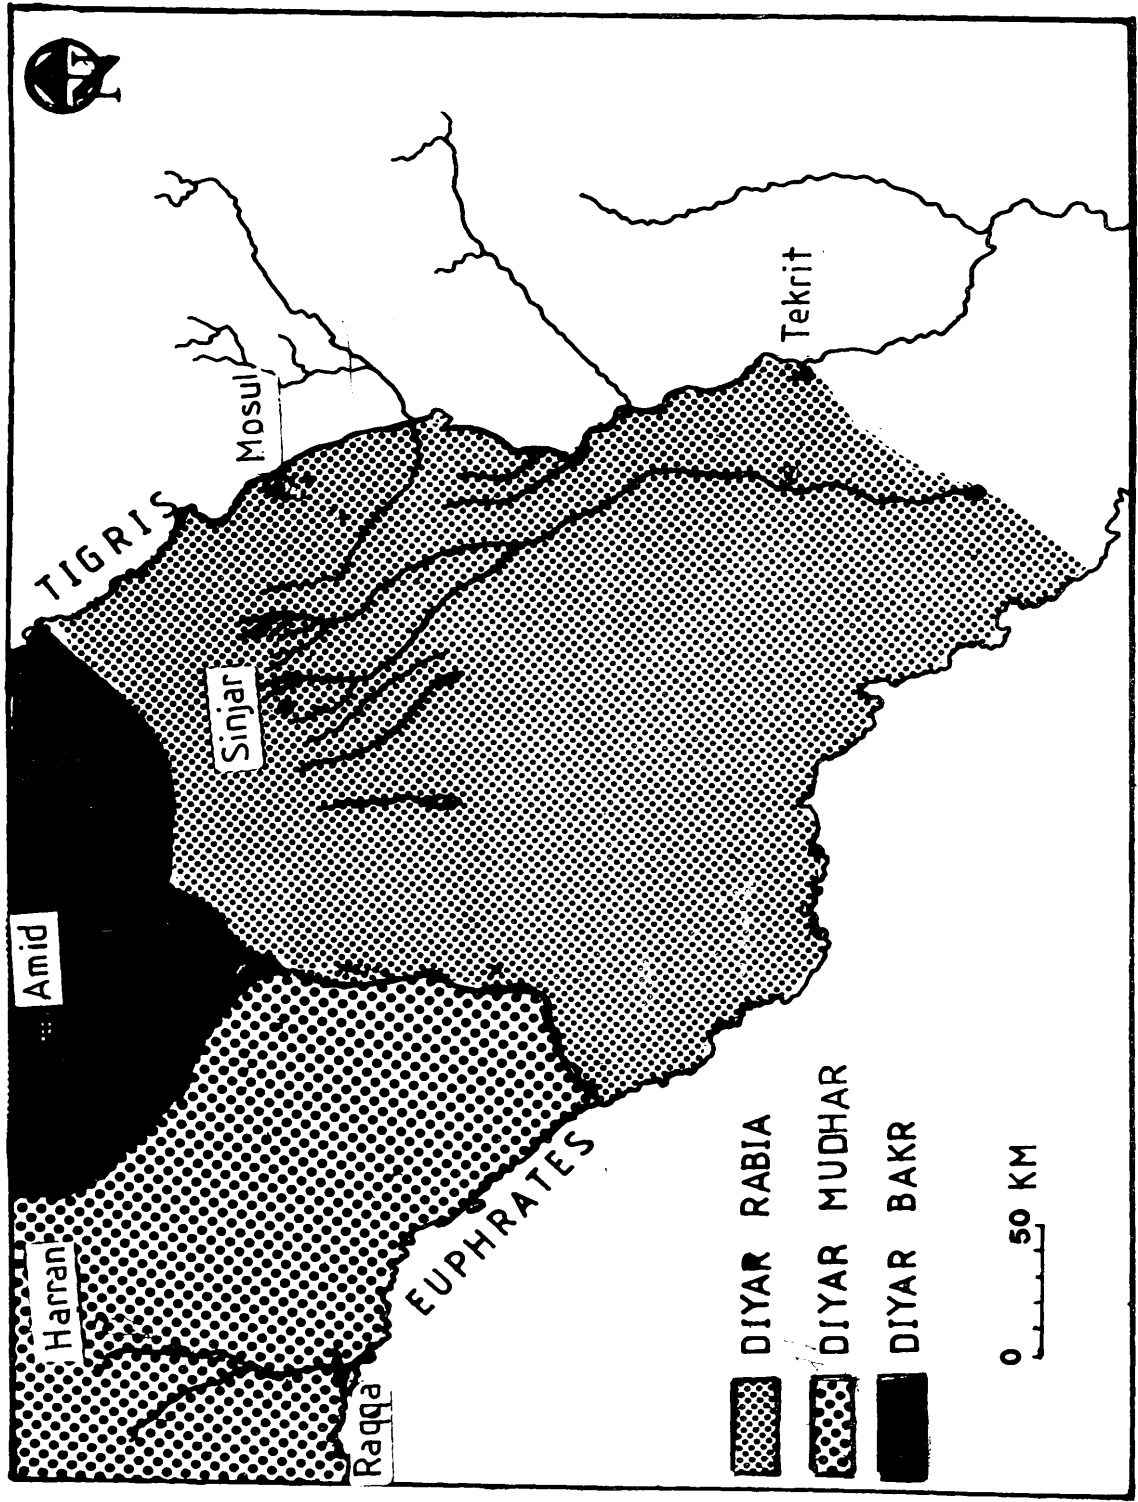 N
TIGRIS
Mosul
Amid
Sinjar
Harran
Raqqa
EUPHRATES
Tekrit
DIYAR RABIA
DIYAR MUDHAR
DIYAR BAKR
0 50 KM